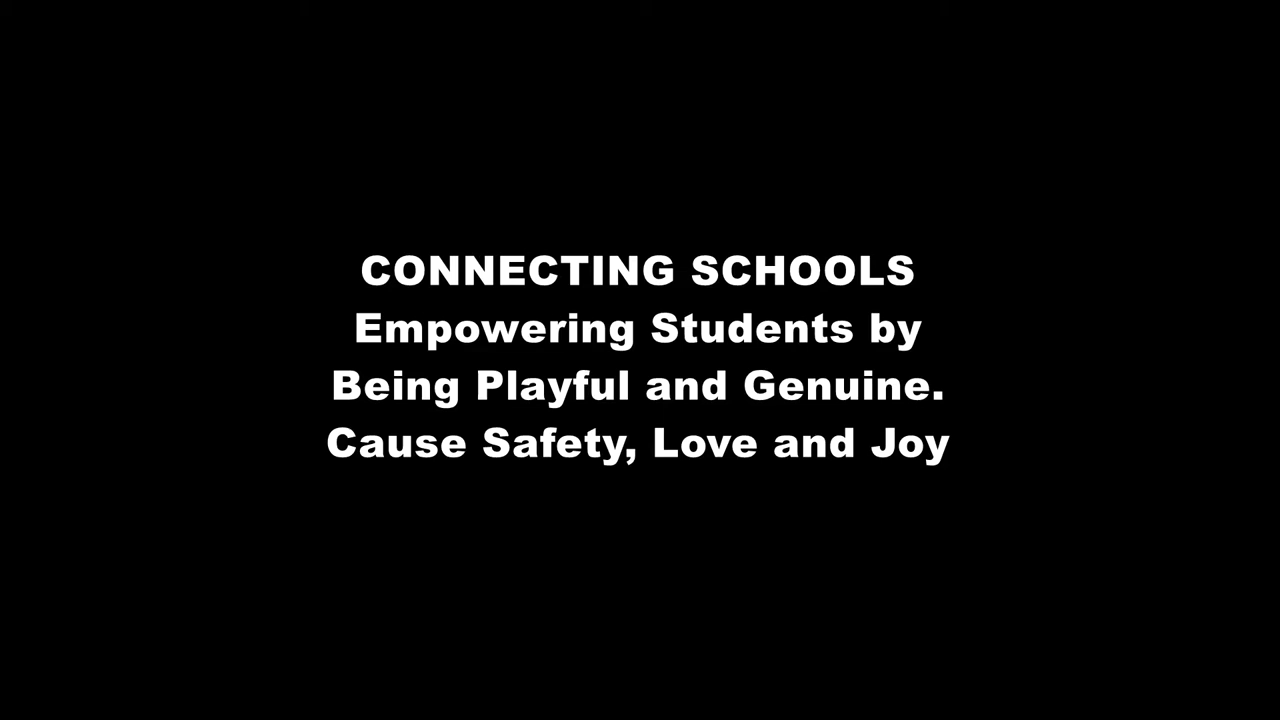 CONNECTING SCHOOLS
Empowering Students by
Being Playful and Genuine.
Cause Safety, Love and Joy